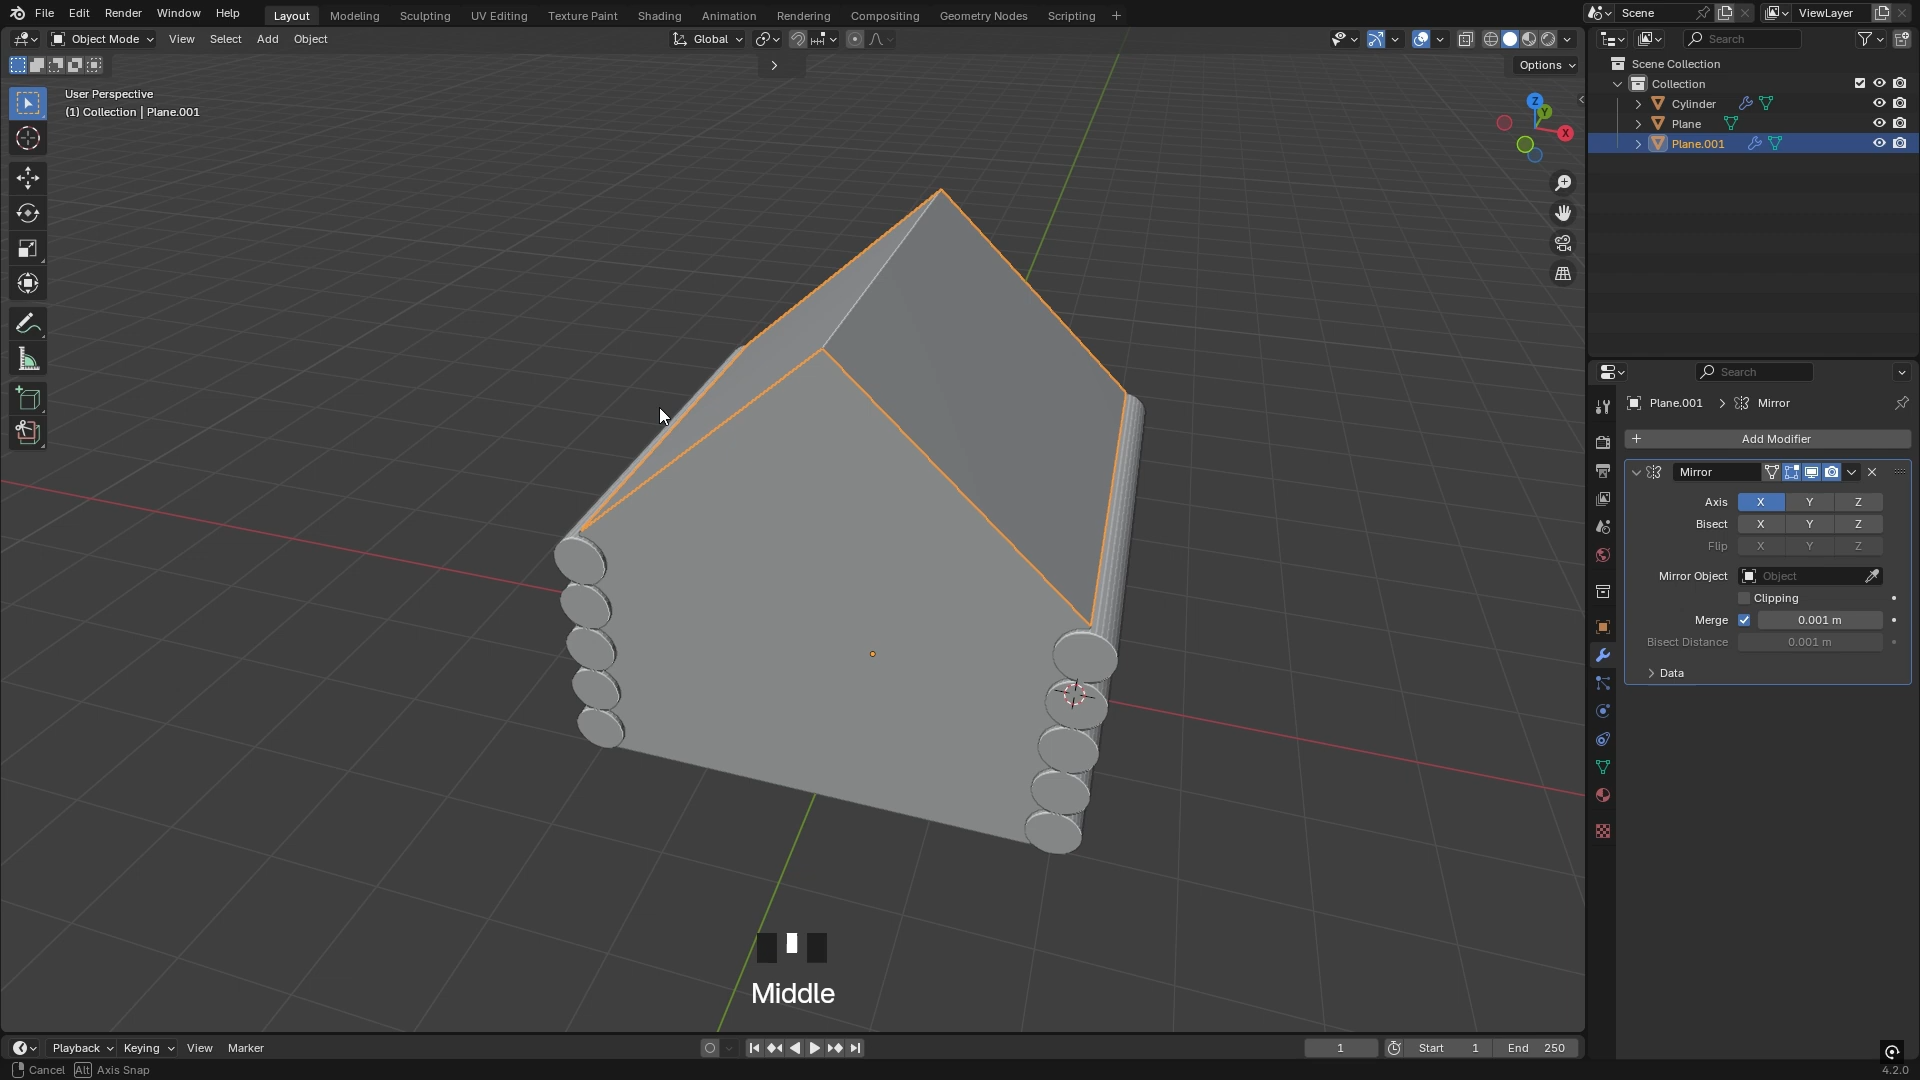 File Edit Render Window Help Layout Modeling Sculpting UV Editing Texture Paint Shading Animation Rendering Compositing Geometry Nodes Scripting + Scene ViewLayer
Object Mode View Select Add Object Global Search
Options
User Perspective
(1) Collection | Plane.001
Z
Y
X
Scene Collection
Collection
Cylinder
Plane
Plane.001
Search
Plane.001 > Mirror
+ Add Modifier
Mirror
Axis X Y Z
Bisect X Y Z
Flip X Y Z
Mirror Object Object
Clipping
Merge 0.001 m
Bisect Distance 0.001 m
Data
Middle
Playback Keying View Marker 1 Start 1 End 250
Cancel Alt Axis Snap 4.2.0